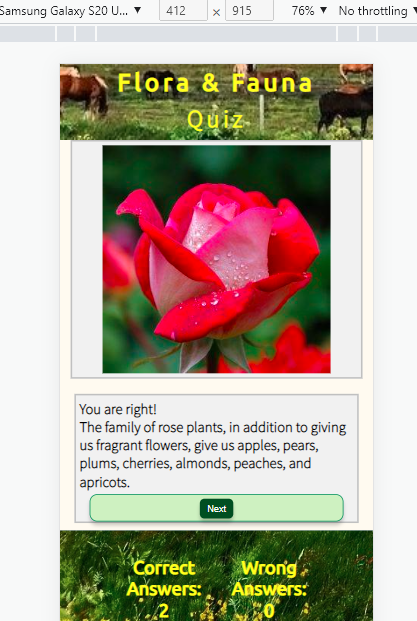 Samsung Galaxy S20 U... ▼ 412 × 915 76% ▼ No throttling ▼
Flora & Fauna
Quiz
You are right!
The family of rose plants, in addition to giving
us fragrant flowers, give us apples, pears,
plums, cherries, almonds, peaches, and
apricots.
Next
Correct Wrong
Answers: Answers:
2 0